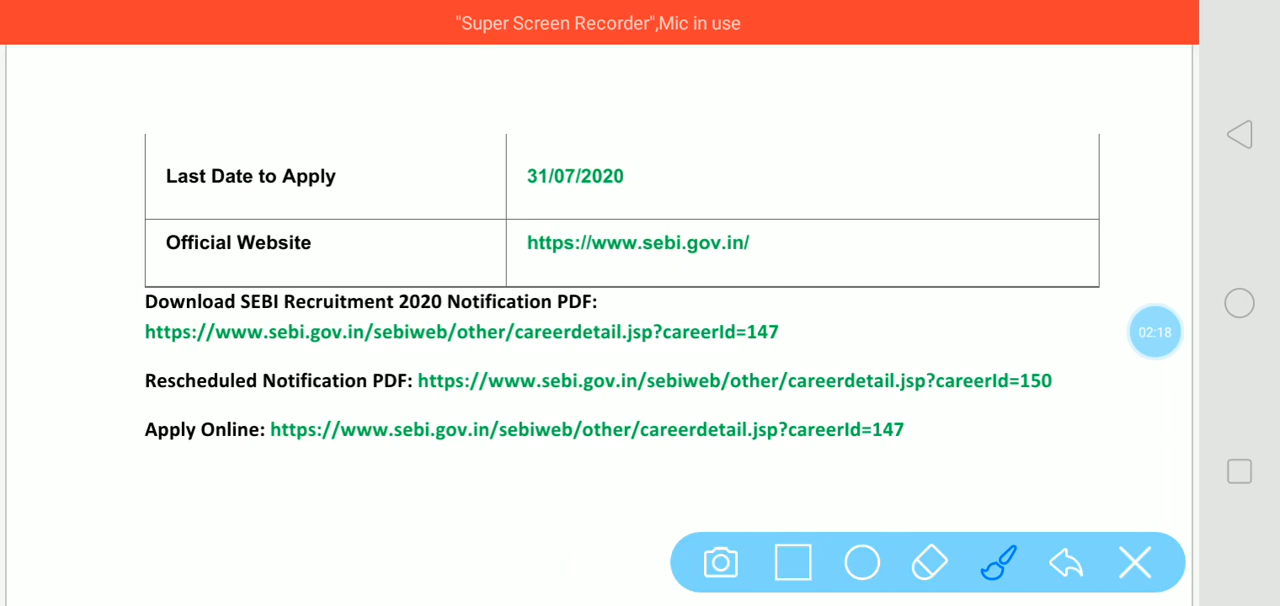 "Super Screen Recorder",Mic in use
Last Date to Apply 31/07/2020
Official Website https://www.sebi.gov.in/
Download SEBI Recruitment 2020 Notification PDF:
https://www.sebi.gov.in/sebiweb/other/careerdetail.jsp?careerId=147
02:18
Rescheduled Notification PDF: https://www.sebi.gov.in/sebiweb/other/careerdetail.jsp?careerId=150
Apply Online: https://www.sebi.gov.in/sebiweb/other/careerdetail.jsp?careerId=147